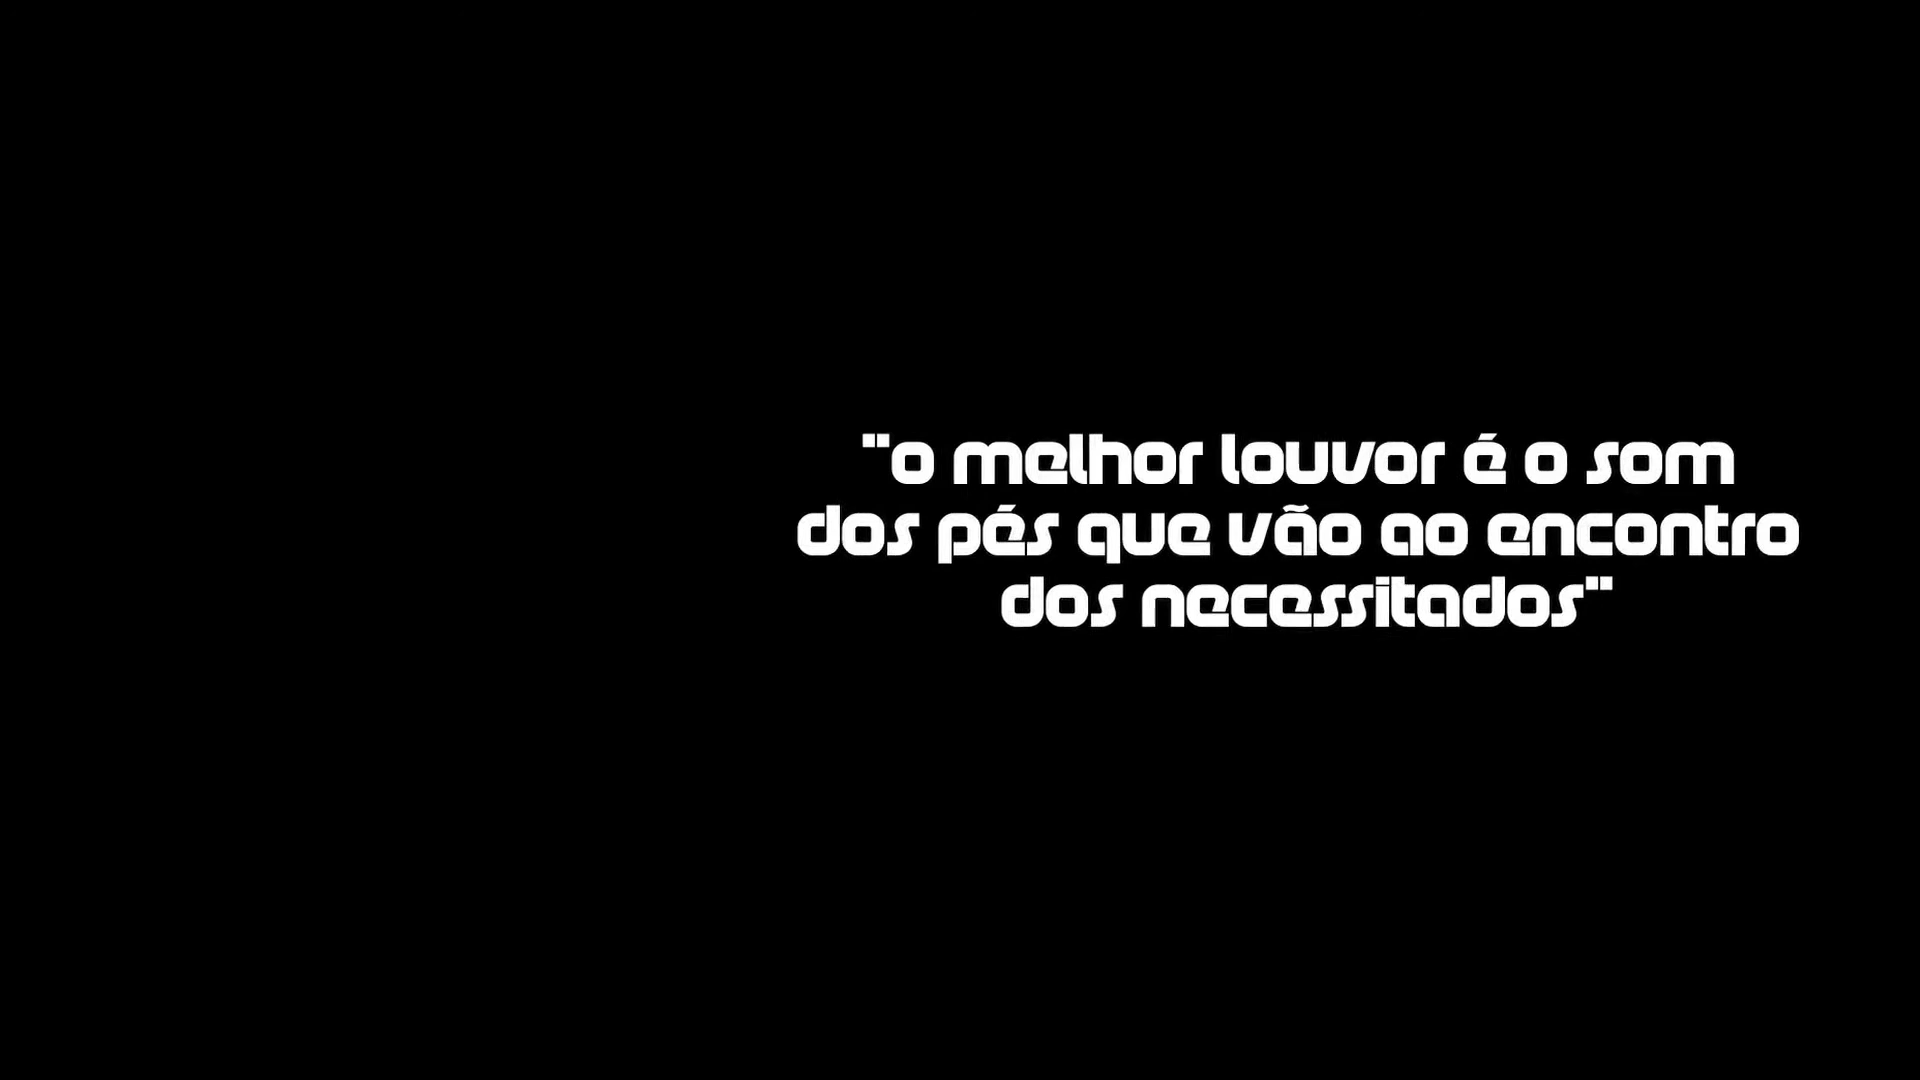 "o melhor louvor é o som
dos pés que vão ao encontro
dos necessitados"